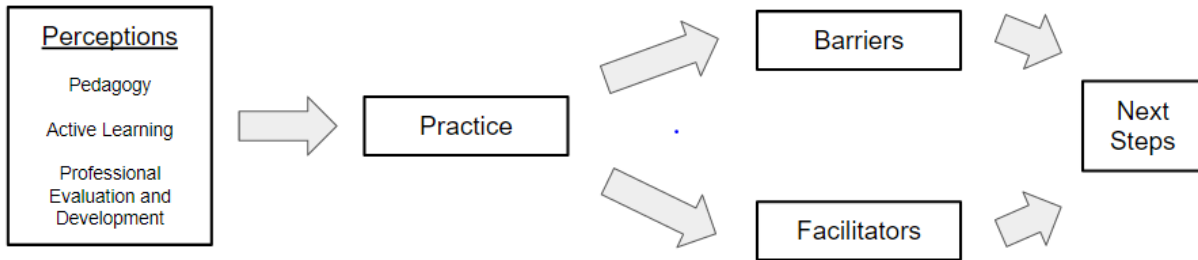 Perceptions
Pedagogy
Active Learning
Professional
Evaluation and
Development
Practice
Barriers
Facilitators
Next
Steps